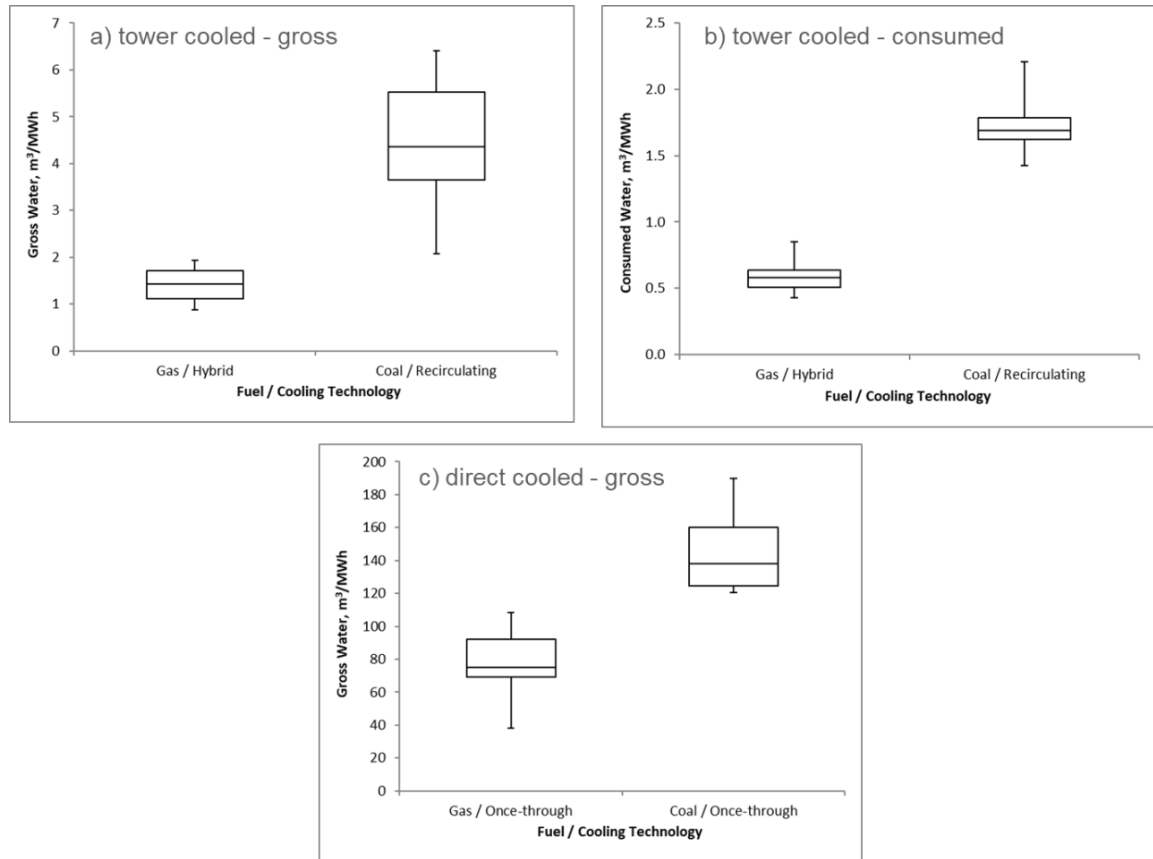 a) tower cooled - gross
7
6
5
4
3
2
1
0
Gross Water, m³/MWh
Gas / Hybrid
Coal / Recirculating
Fuel / Cooling Technology
b) tower cooled - consumed
2.5
2.0
1.5
1.0
0.5
0.0
Consumed Water, m³/MWh
Gas / Hybrid
Coal / Recirculating
Fuel / Cooling Technology
c) direct cooled - gross
200
180
160
140
120
100
80
60
40
20
0
Gross Water, m³/MWh
Gas / Once-through
Coal / Once-through
Fuel / Cooling Technology